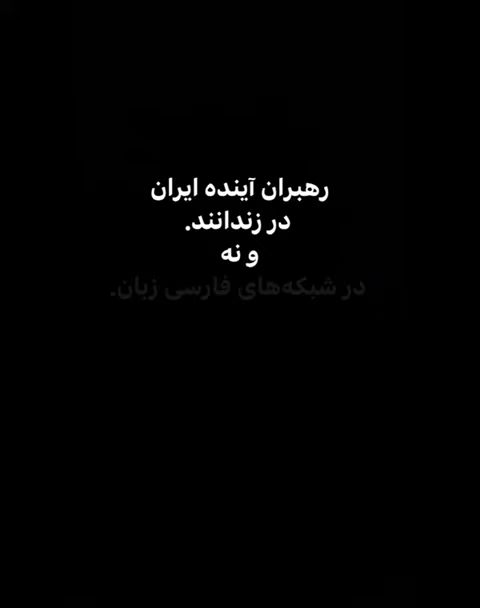 رهبران آینده ایران
در زندانند.
و نه
در شبکه‌های فارسی زبان.